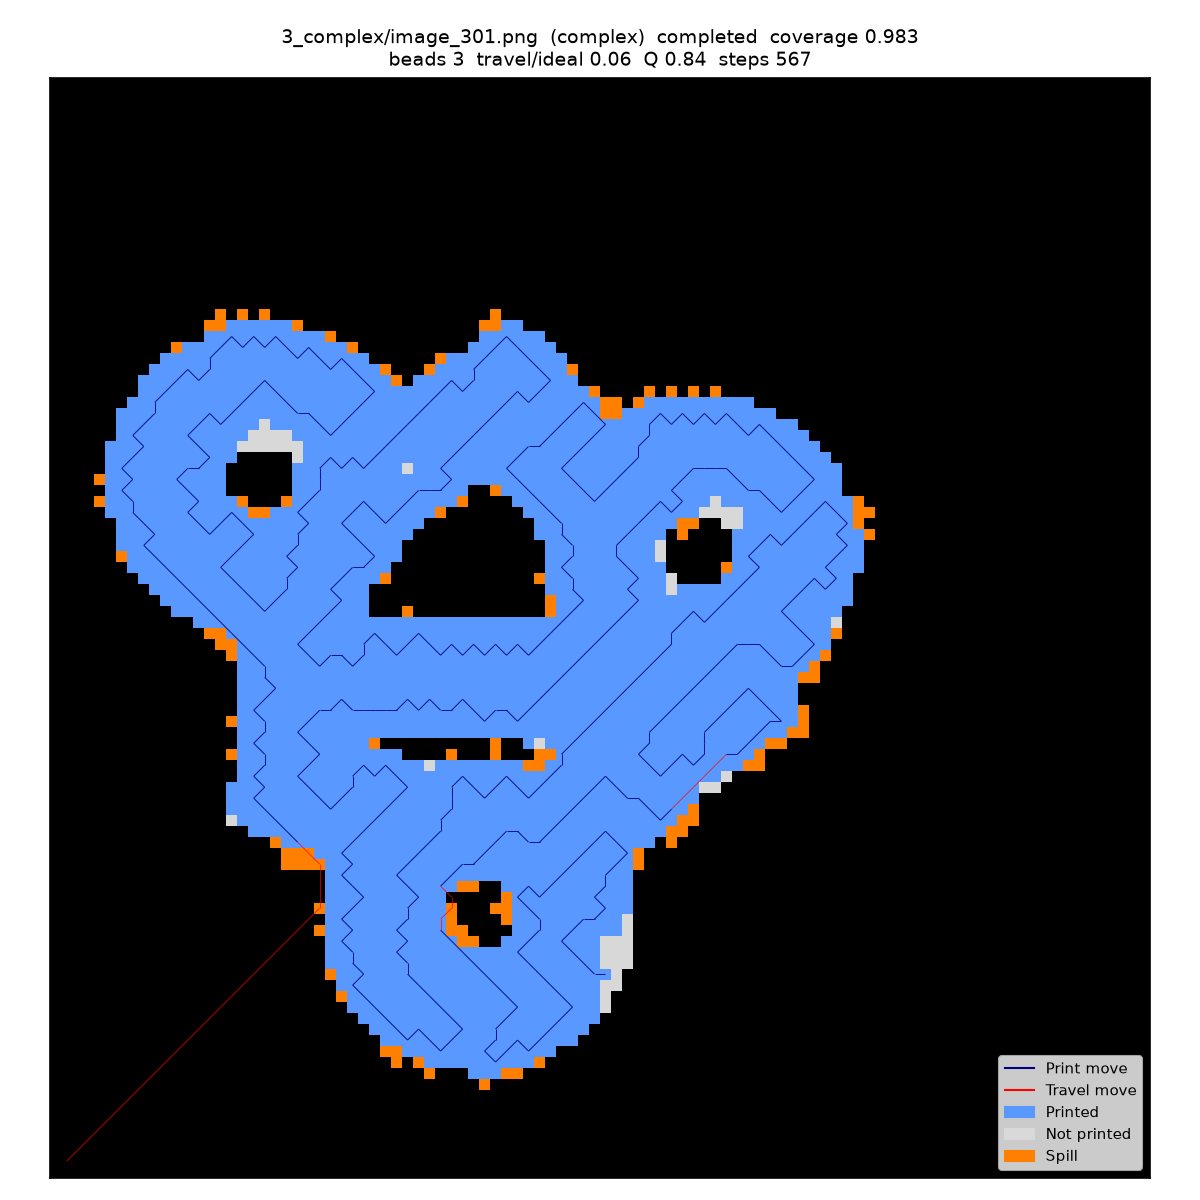 3_complex/image_301.png  (complex)  completed  coverage 0.983
beads 3  travel/ideal 0.06  Q 0.84  steps 567
Print move
Travel move
Printed
Not printed
Spill